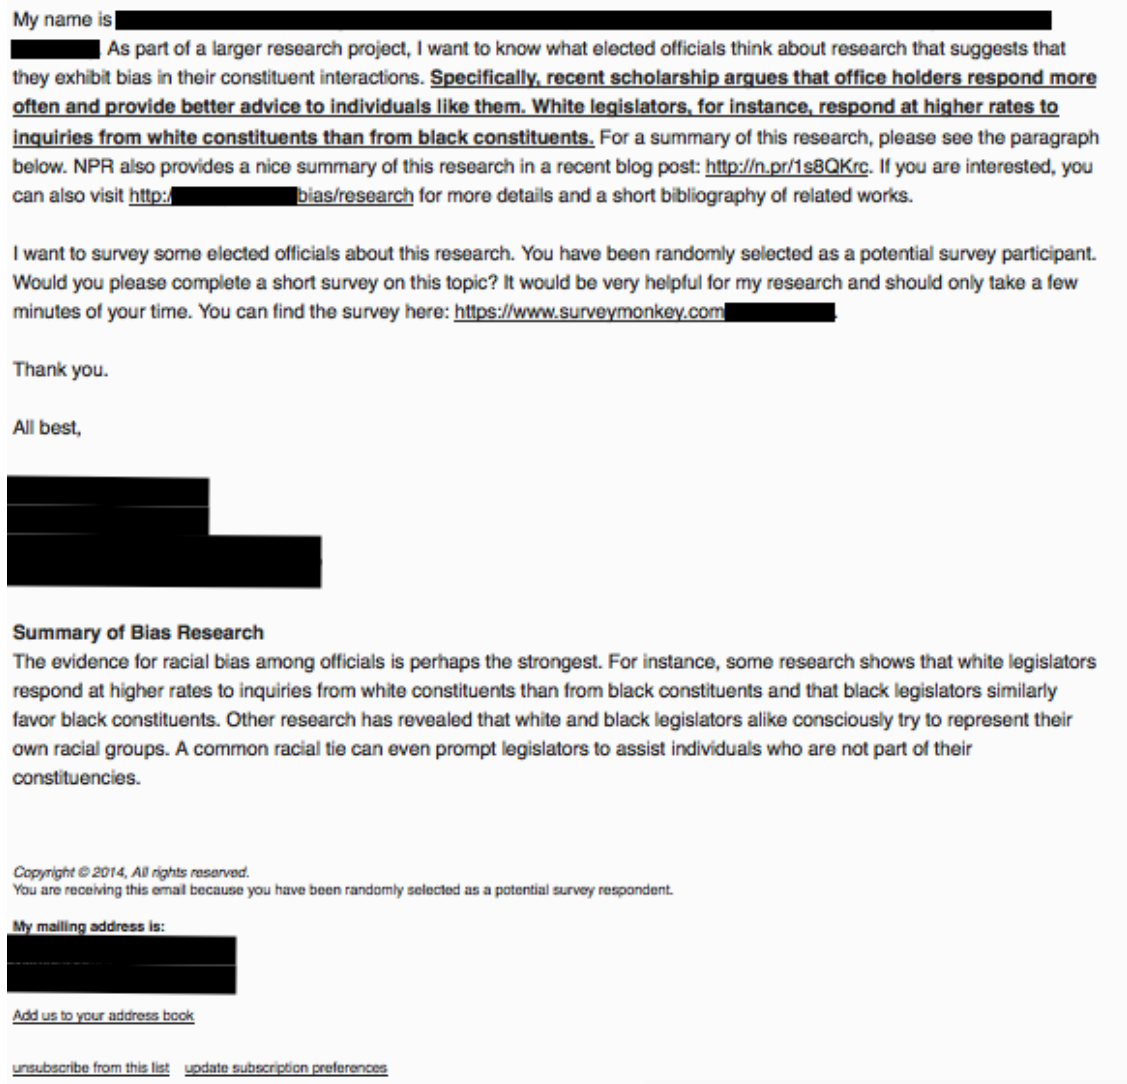 My name is
. As part of a larger research project, I want to know what elected officials think about research that suggests that
they exhibit bias in their constituent interactions. Specifically, recent scholarship argues that office holders respond more
often and provide better advice to individuals like them. White legislators, for instance, respond at higher rates to
inquiries from white constituents than from black constituents. For a summary of this research, please see the paragraph
below. NPR also provides a nice summary of this research in a recent blog post: http://n.pr/1s8QKrc. If you are interested, you
can also visit http:/ bias/research for more details and a short bibliography of related works.
I want to survey some elected officials about this research. You have been randomly selected as a potential survey participant.
Would you please complete a short survey on this topic? It would be very helpful for my research and should only take a few
minutes of your time. You can find the survey here: https://www.surveymonkey.com .
Thank you.
All best,
Summary of Bias Research
The evidence for racial bias among officials is perhaps the strongest. For instance, some research shows that white legislators
respond at higher rates to inquiries from white constituents than from black constituents and that black legislators similarly
favor black constituents. Other research has revealed that white and black legislators alike consciously try to represent their
own racial groups. A common racial tie can even prompt legislators to assist individuals who are not part of their
constituencies.
Copyright © 2014, All rights reserved.
You are receiving this email because you have been randomly selected as a potential survey respondent.
My mailing address is:
Add us to your address book
unsubscribe from this list update subscription preferences